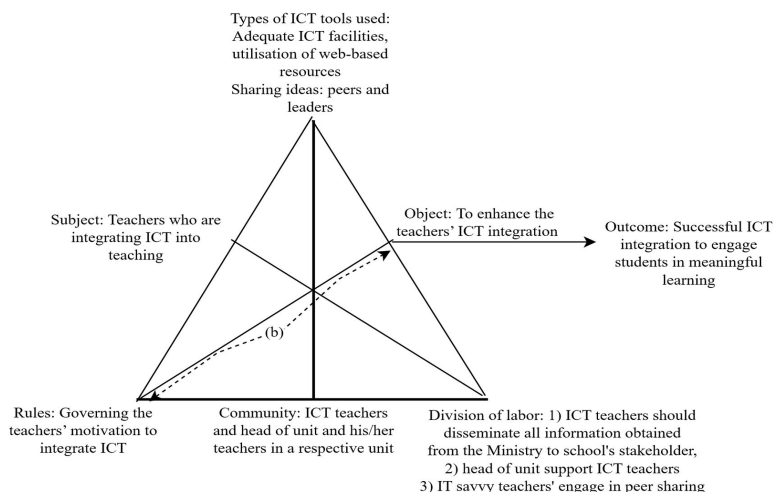 Types of ICT tools used:
Adequate ICT facilities,
utilisation of web-based
resources
Sharing ideas: peers and
leaders
Subject: Teachers who are
integrating ICT into
teaching
Object: To enhance the
teachers' ICT integration
Outcome: Successful ICT
integration to engage
students in meaningful
learning
(b)
Rules: Governing the
teachers' motivation to
integrate ICT
Community: ICT teachers
and head of unit and his/her
teachers in a respective unit
Division of labor: 1) ICT teachers should
disseminate all information obtained
from the Ministry to school's stakeholder,
2) head of unit support ICT teachers
3) IT savvy teachers' engage in peer sharing